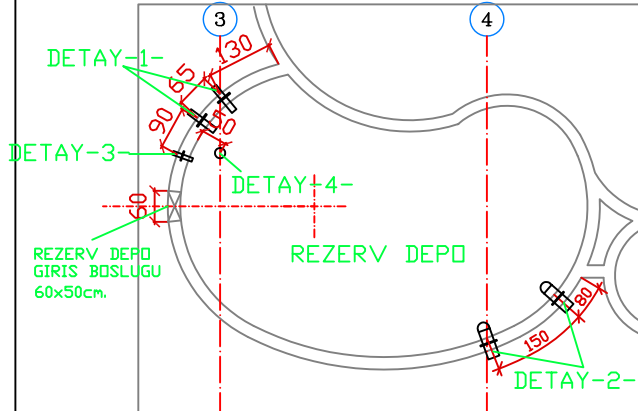 3
4
DETAY-1-
130
65
90
50
DETAY-3-
DETAY-4-
60
REZERV DEPO
GIRIS BOSLUGU
60x50cm.
REZERV DEPO
80
150
DETAY-2-